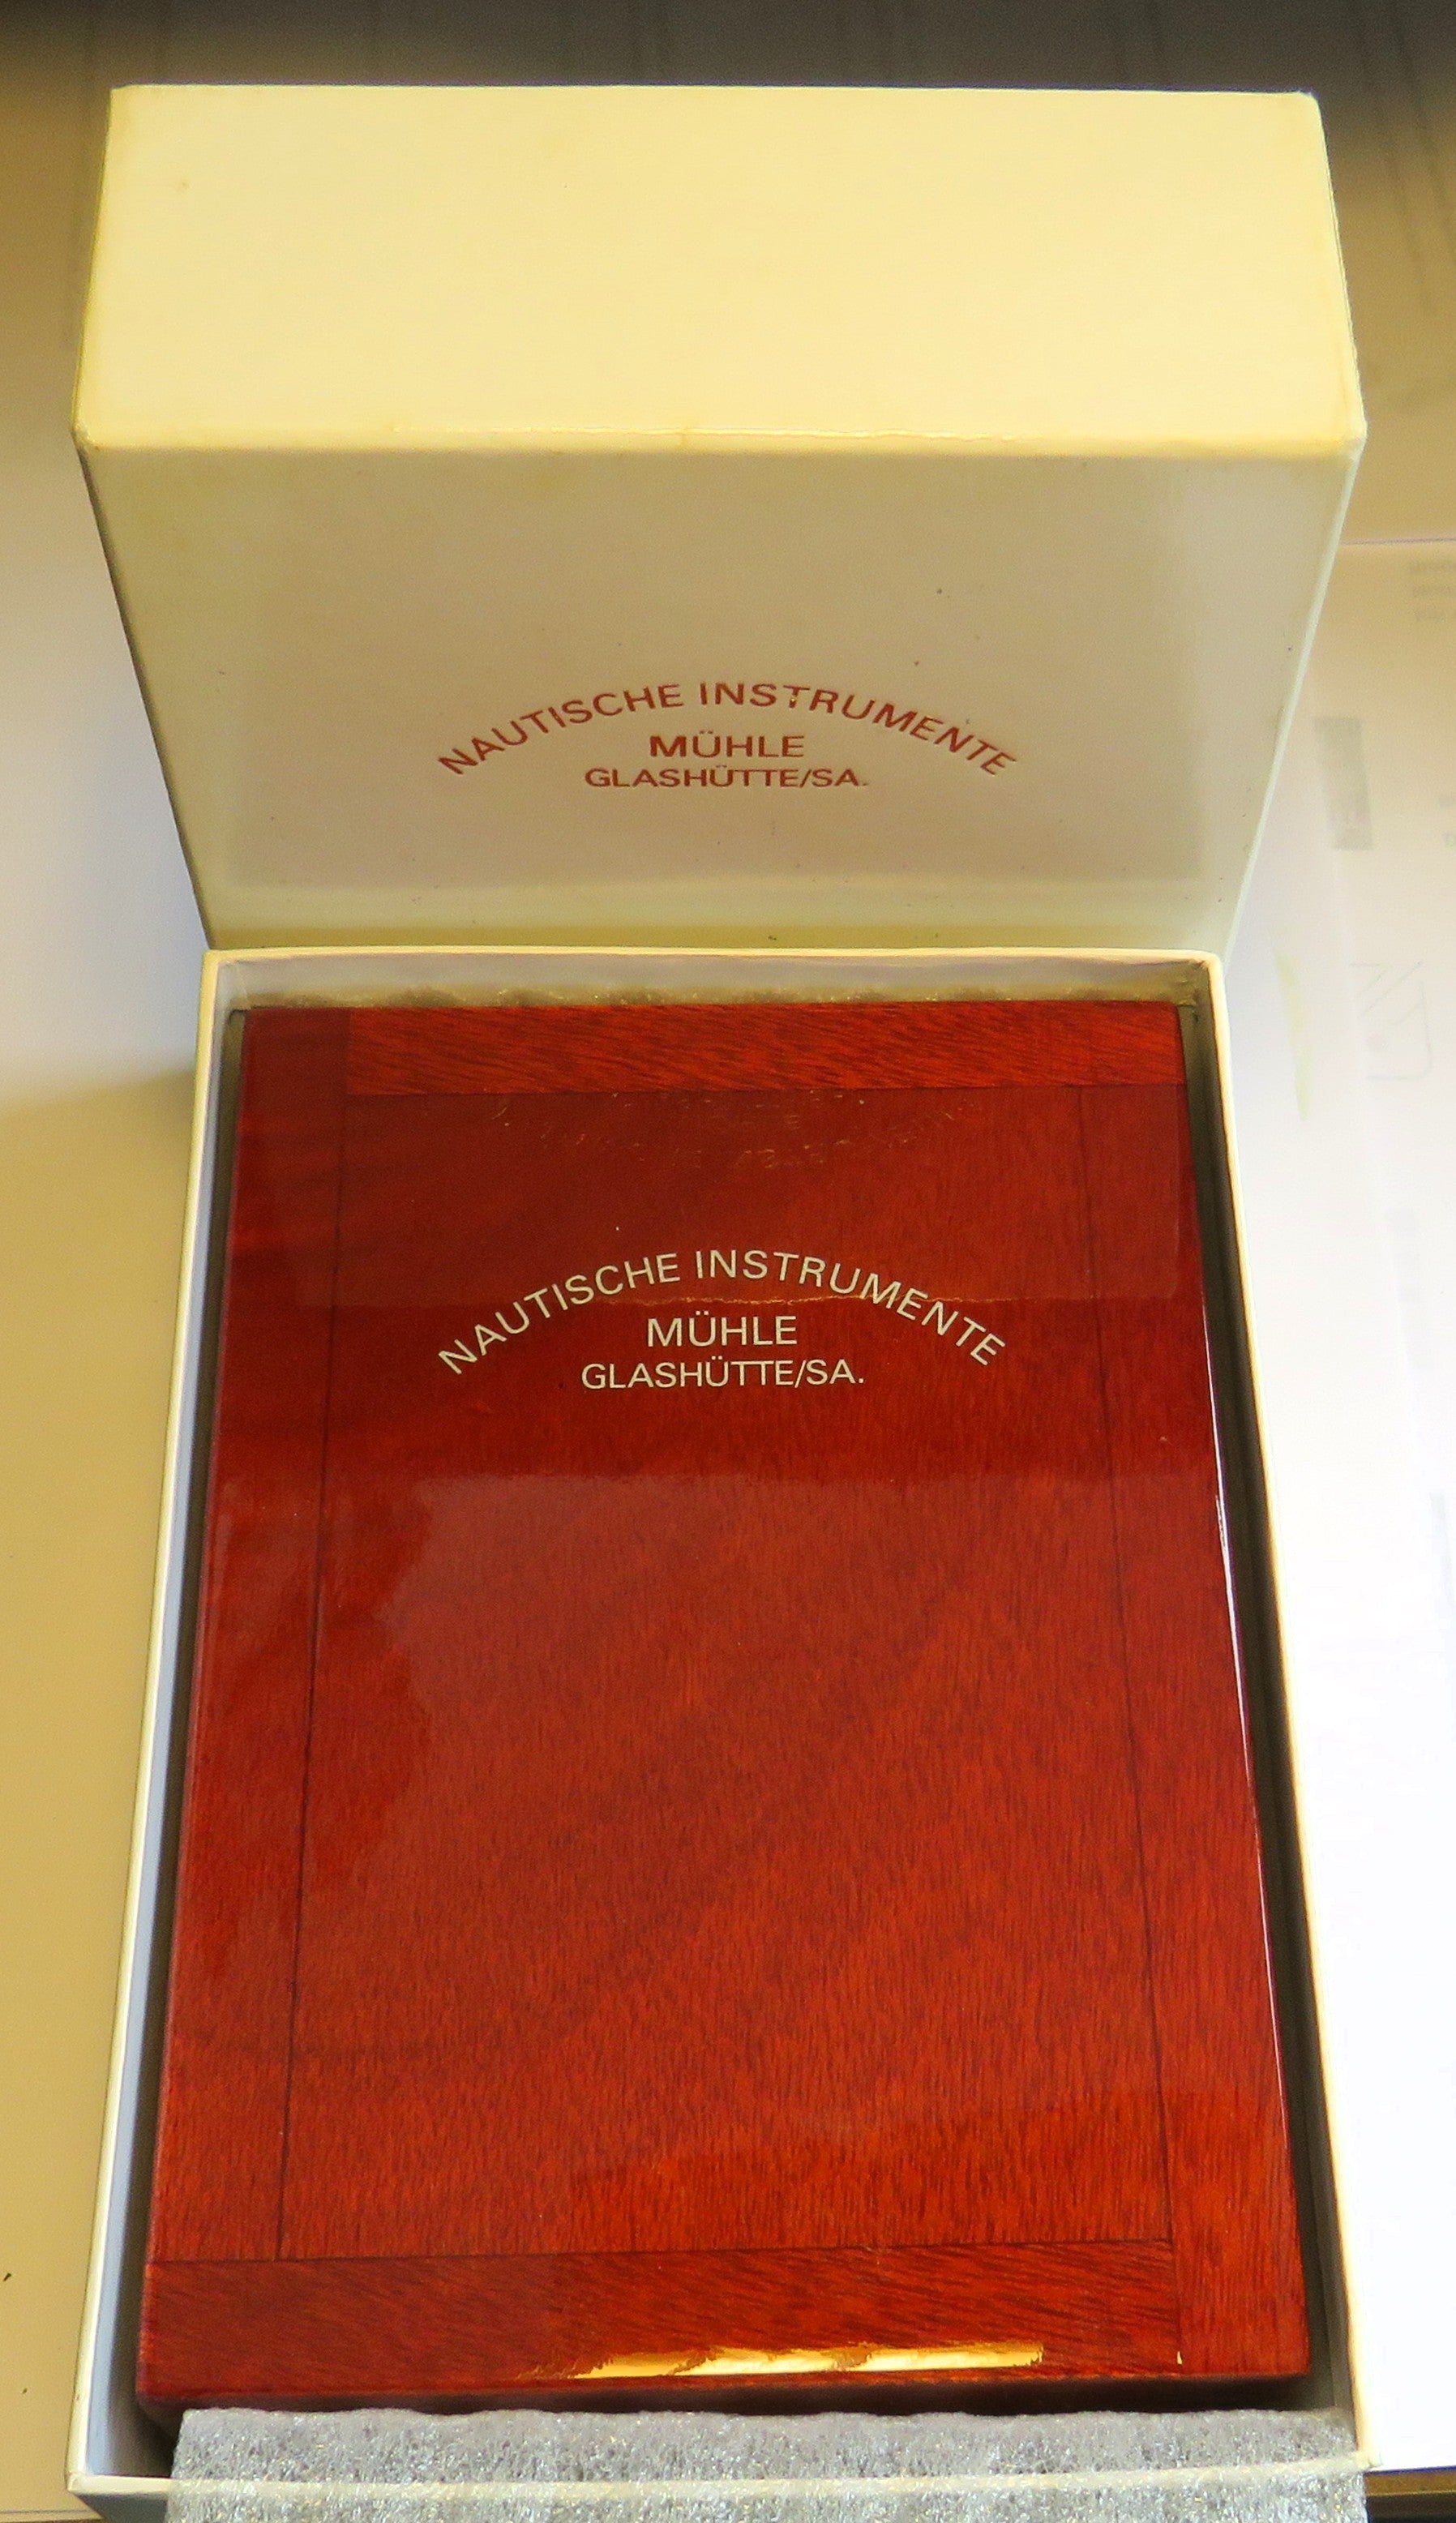 NAUTISCHE INSTRUMENTE
MÜHLE
GLASHÜTTE/SA.
NAUTISCHE INSTRUMENTE
MÜHLE
GLASHÜTTE/SA.